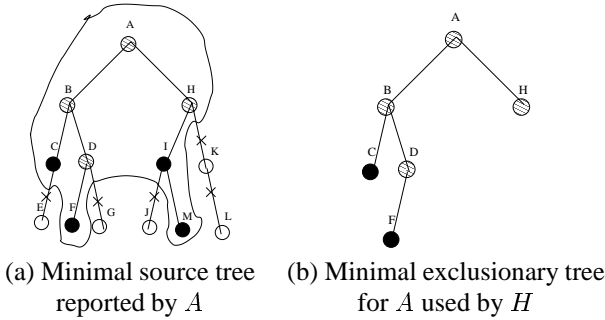 A
A
B
H
B
H
C
D
I
K
C
D
E
F
G
J
M
L
F
(a) Minimal source tree
reported by A
(b) Minimal exclusionary tree
for A used by H